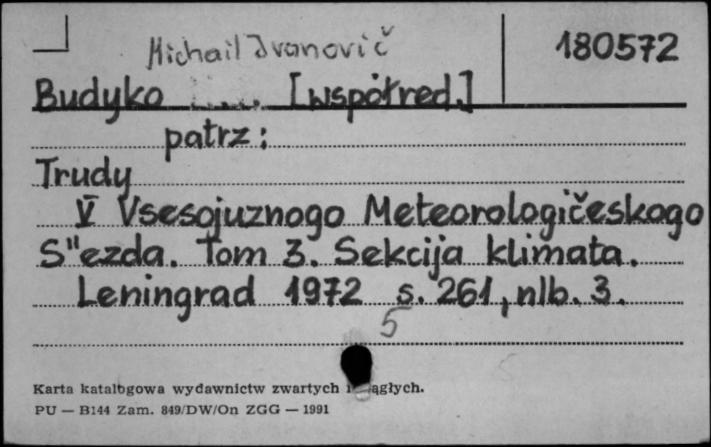 Michail Ivanovič
180572
Budyko [współred.]
patrz:
Trudy
V Vsesojuznogo Meteorologičeskogo
S"ezda. Tom 3. Sekcija klimata.
Leningrad 1972 s. 261, nlb. 3.
5
Karta katalogowa wydawnictw zwartych i ciągłych.
PU — B144 Zam. 849/DW/On ZGG — 1991